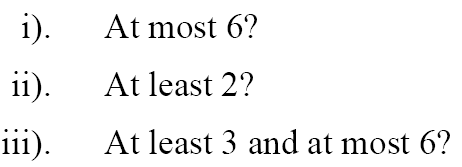 i). At most 6?
ii). At least 2?
iii). At least 3 and at most 6?